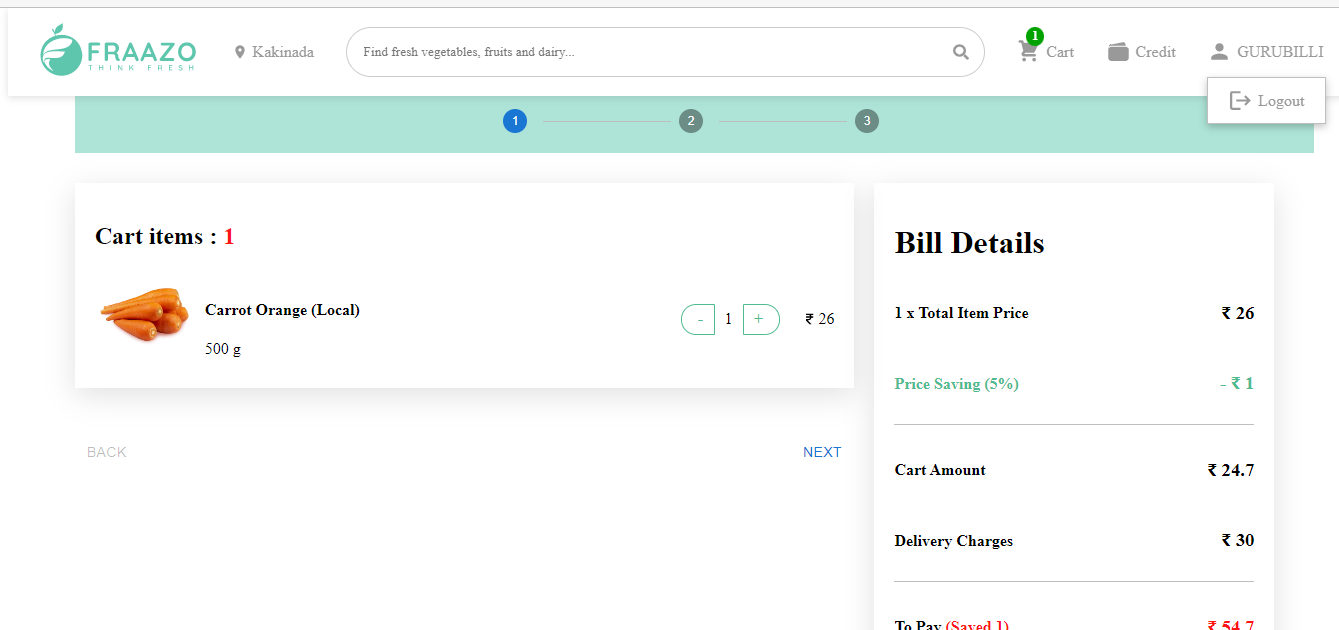 FRAAZO
THINK FRESH
Kakinada
Find fresh vegetables, fruits and dairy...
1
Cart
Credit
GURUBILLI
Logout
1
2
3
Cart items : 1
Carrot Orange (Local)
500 g
- 1 +
₹ 26
BACK
NEXT
Bill Details
1 x Total Item Price ₹ 26
Price Saving (5%) - ₹ 1
Cart Amount ₹ 24.7
Delivery Charges ₹ 30
To Pay (Saved 1) ₹ 54.7